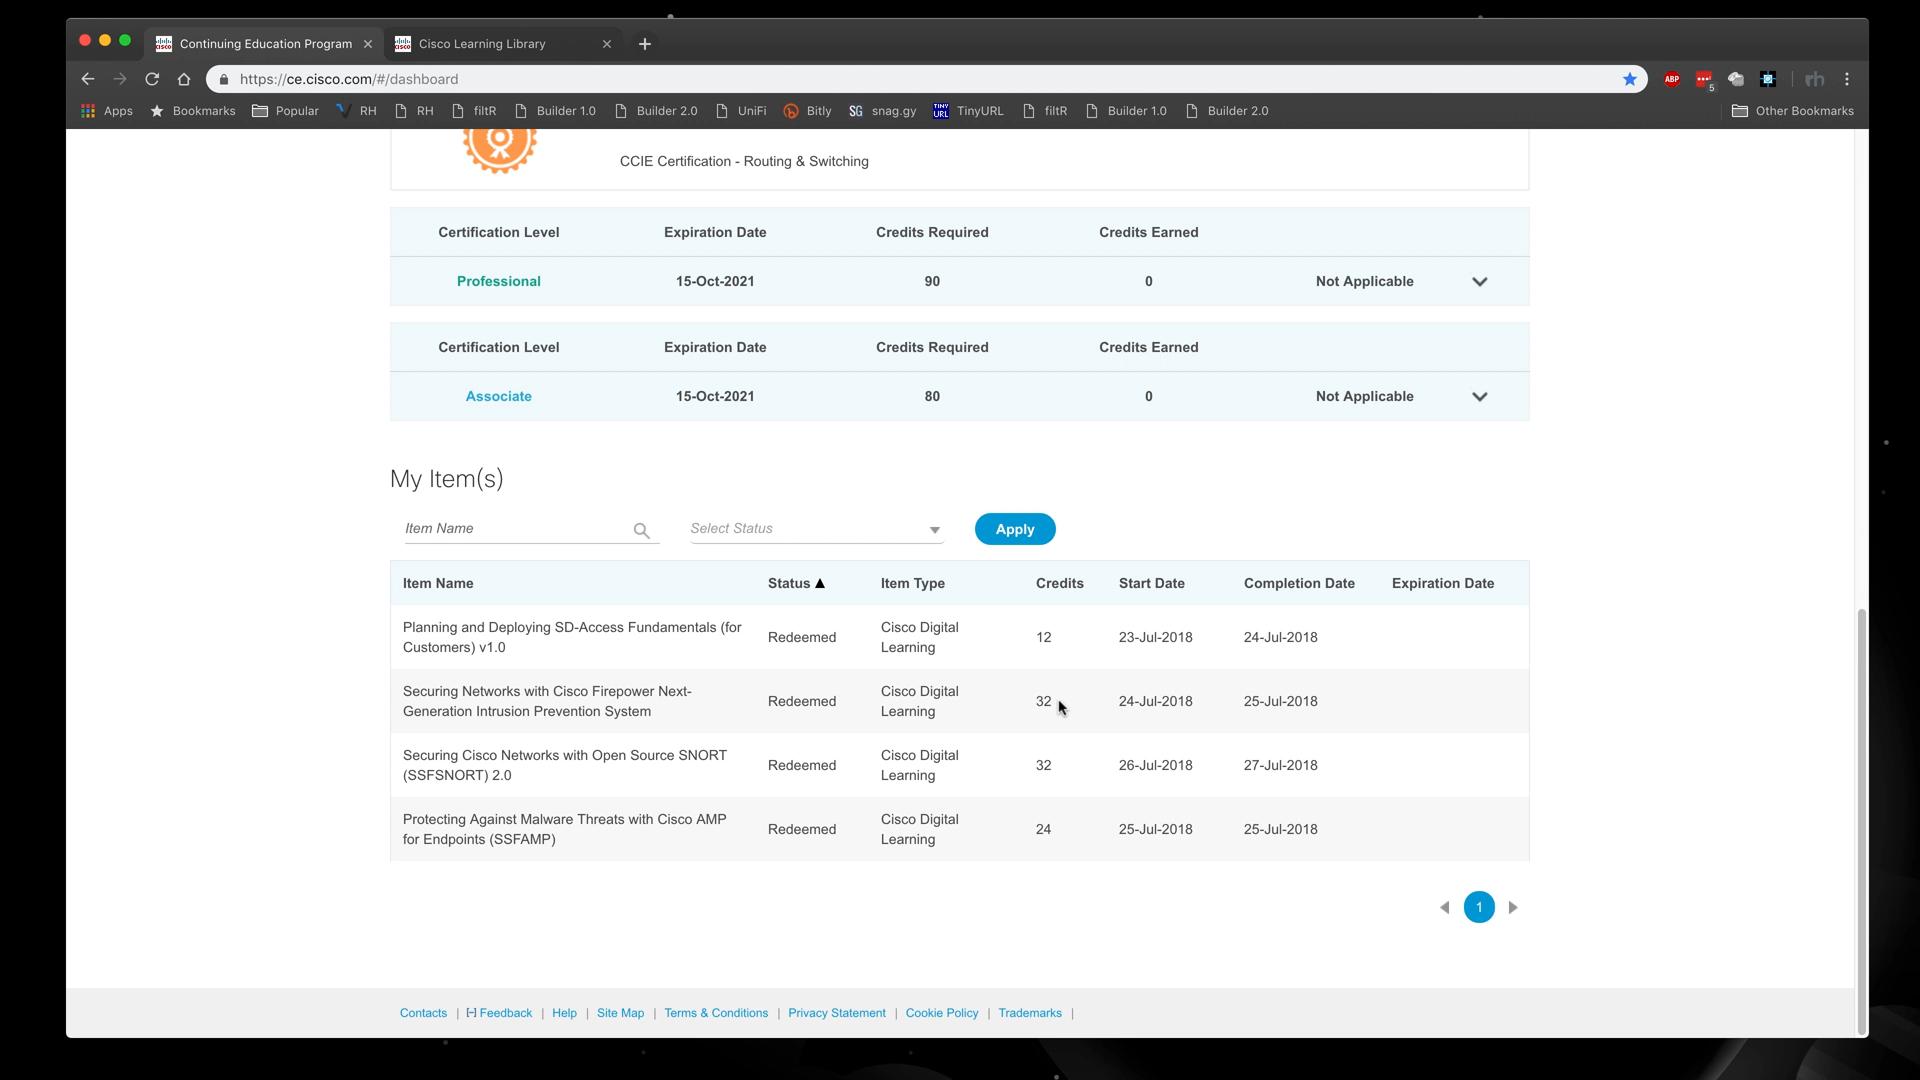 Continuing Education Program
Cisco Learning Library
https://ce.cisco.com/#/dashboard
ABP
5
rh
Apps Bookmarks Popular RH RH filtR Builder 1.0 Builder 2.0 UniFi Bitly SG snag.gy TINY URL TinyURL filtR Builder 1.0 Builder 2.0 Other Bookmarks
CCIE Certification - Routing & Switching
Certification Level Expiration Date Credits Required Credits Earned
Professional 15-Oct-2021 90 0 Not Applicable
Certification Level Expiration Date Credits Required Credits Earned
Associate 15-Oct-2021 80 0 Not Applicable
My Item(s)
Item Name Select Status Apply
Item Name Status ▲ Item Type Credits Start Date Completion Date Expiration Date
Planning and Deploying SD-Access Fundamentals (for
Customers) v1.0
Redeemed
Cisco Digital
Learning
12 23-Jul-2018 24-Jul-2018
Securing Networks with Cisco Firepower Next-
Generation Intrusion Prevention System
Redeemed
Cisco Digital
Learning
32 24-Jul-2018 25-Jul-2018
Securing Cisco Networks with Open Source SNORT
(SSFSNORT) 2.0
Redeemed
Cisco Digital
Learning
32 26-Jul-2018 27-Jul-2018
Protecting Against Malware Threats with Cisco AMP
for Endpoints (SSFAMP)
Redeemed
Cisco Digital
Learning
24 25-Jul-2018 25-Jul-2018
1
Contacts | [-] Feedback | Help | Site Map | Terms & Conditions | Privacy Statement | Cookie Policy | Trademarks |